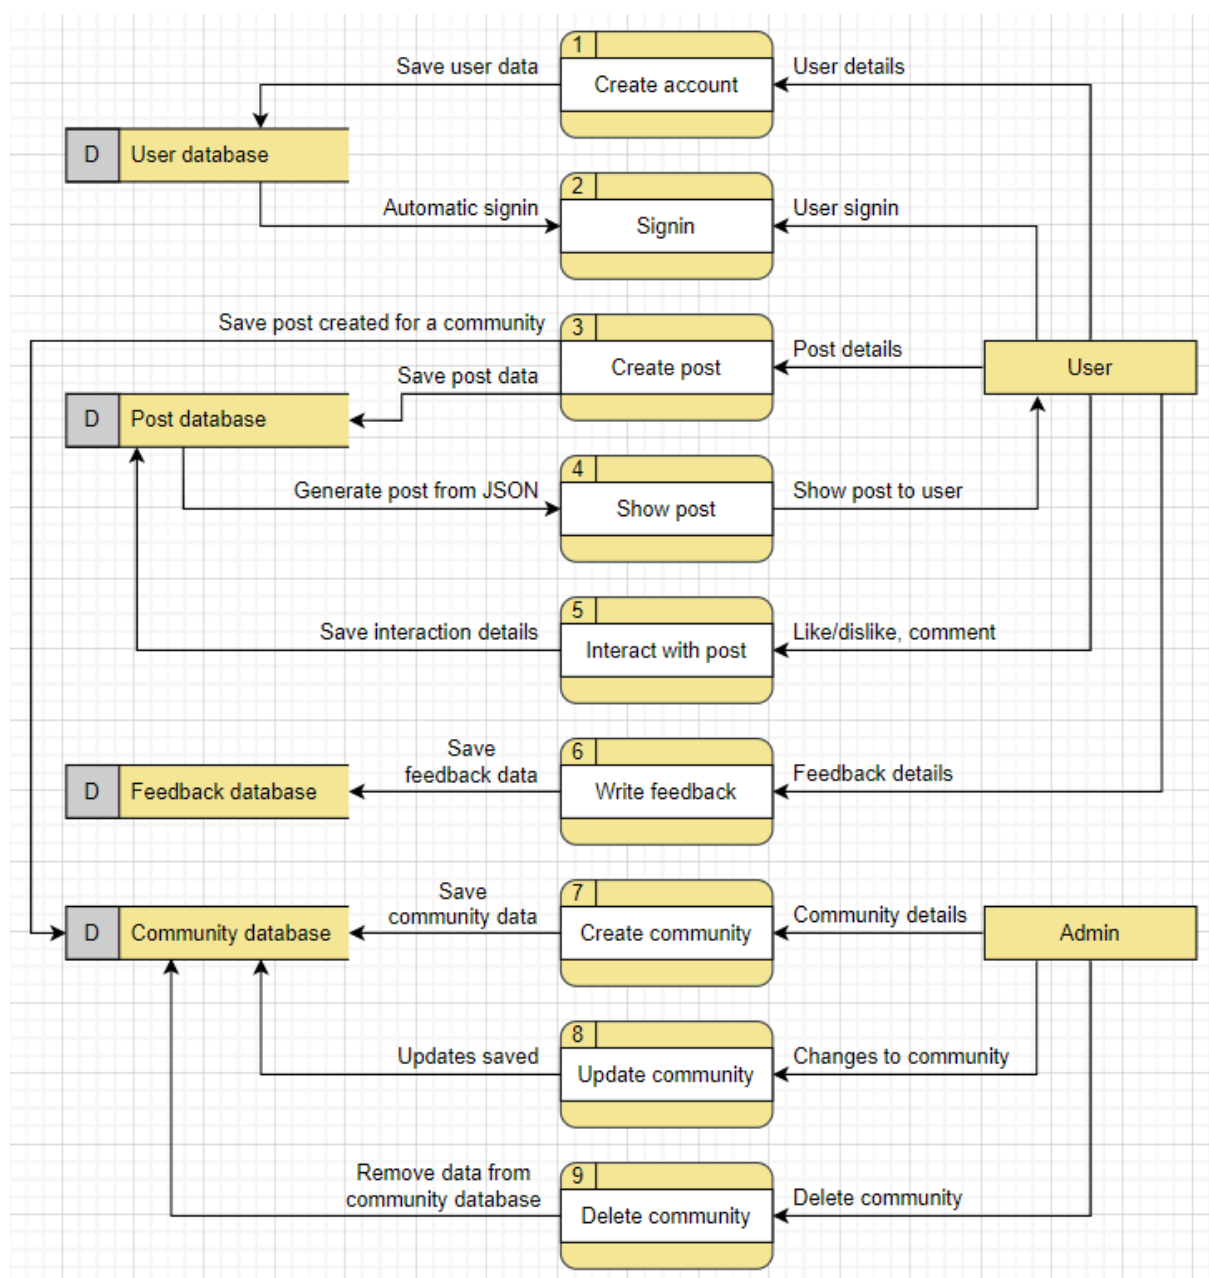 1
Save user data
User details
Create account
D
User database
2
Automatic signin
User signin
Signin
Save post created for a community
3
Post details
Create post
User
Save post data
D
Post database
4
Generate post from JSON
Show post to user
Show post
5
Save interaction details
Like/dislike, comment
Interact with post
6
Save
feedback data
Feedback details
D
Feedback database
Write feedback
7
Save
community data
Community details
D
Community database
Create community
Admin
8
Updates saved
Changes to community
Update community
9
Remove data from
community database
Delete community
Delete community